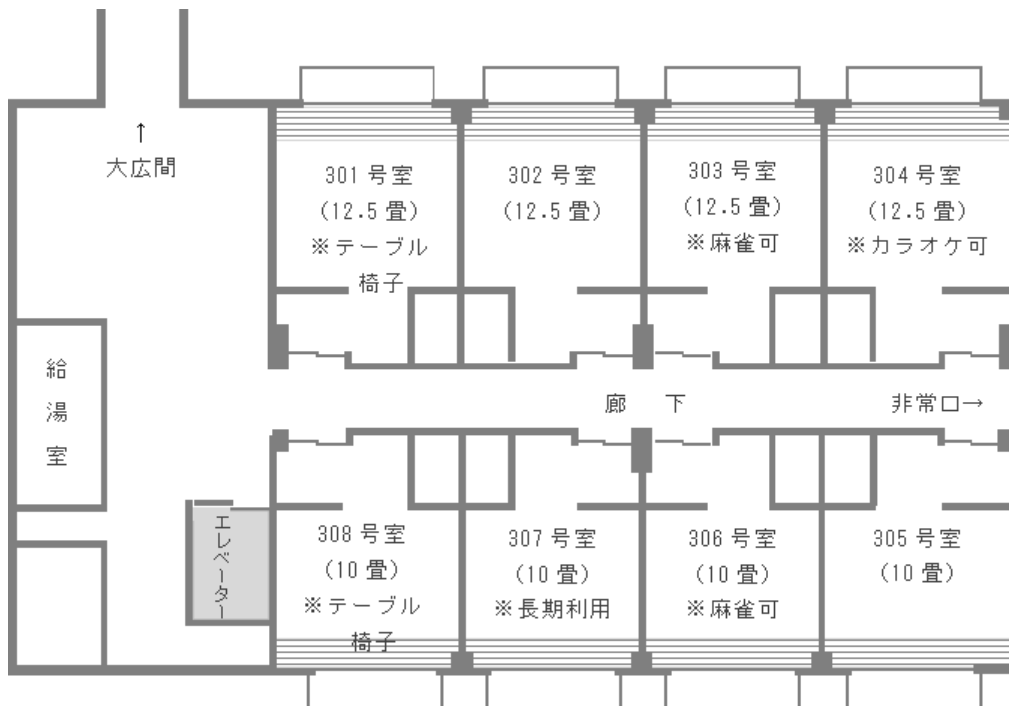 ↑
大広間
301 号室
(12.5 畳)
※テーブル
椅子
302 号室
(12.5 畳)
303 号室
(12.5 畳)
※麻雀可
304 号室
(12.5 畳)
※カラオケ可
給湯室
廊 下
非常口→
エレベーター
308 号室
(10 畳)
※テーブル
椅子
307 号室
(10 畳)
※長期利用
306 号室
(10 畳)
※麻雀可
305 号室
(10 畳)